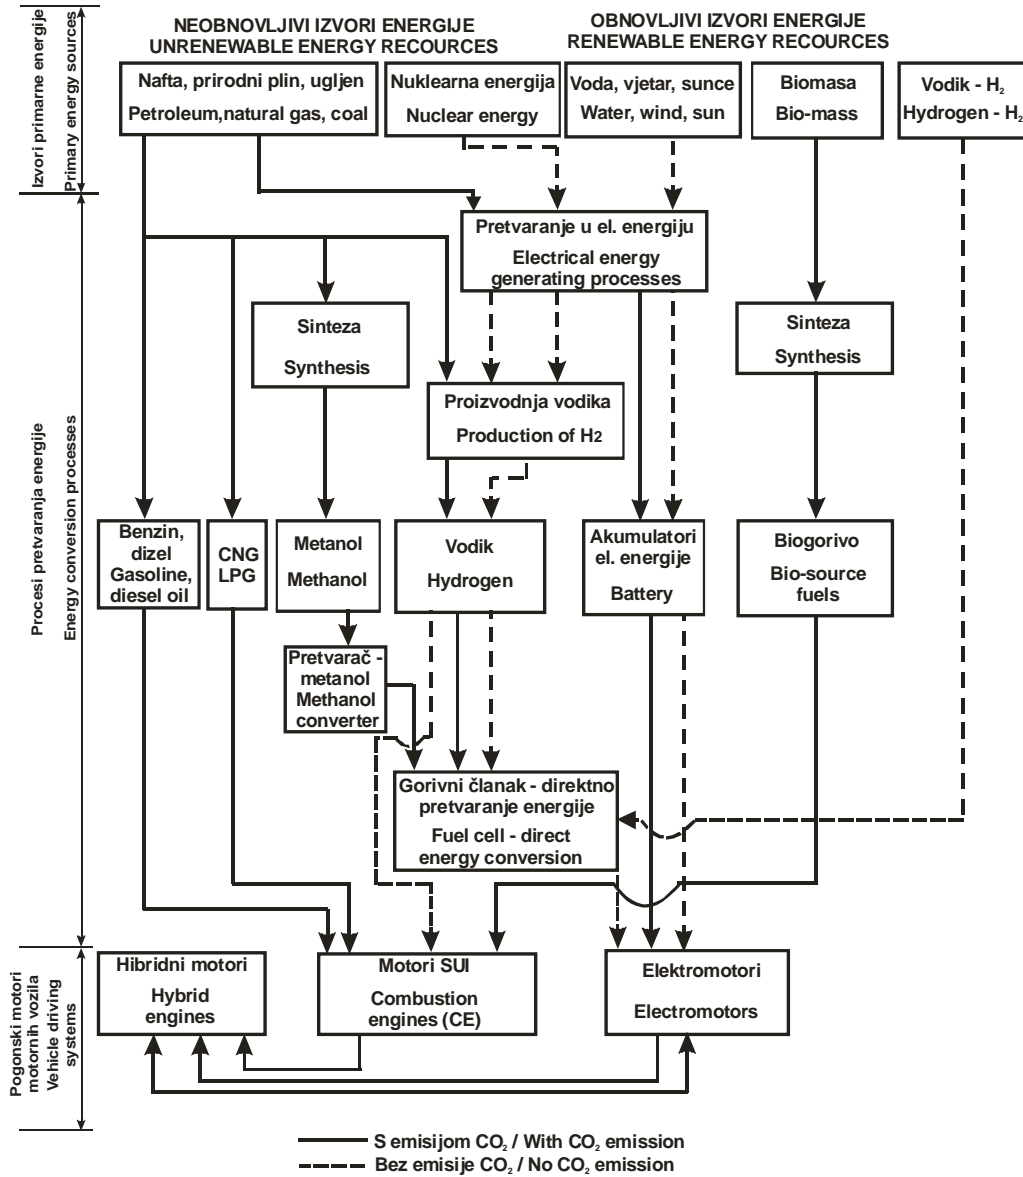 NEOBNOVLJIVI IZVORI ENERGIJE
UNRENEWABLE ENERGY RECOURCES
OBNOVLJIVI IZVORI ENERGIJE
RENEWABLE ENERGY RECOURCES
Izvori primarne energije
Primary energy sources
Nafta, prirodni plin, ugljen
Petroleum,natural gas, coal
Nuklearna energija
Nuclear energy
Voda, vjetar, sunce
Water, wind, sun
Biomasa
Bio-mass
Vodik - H₂
Hydrogen - H₂
Pretvaranje u el. energiju
Electrical energy
generating processes
Sinteza
Synthesis
Sinteza
Synthesis
Proizvodnja vodika
Production of H2
Procesi pretvaranja energije
Energy conversion processes
Benzin,
dizel
Gasoline,
diesel oil
CNG
LPG
Metanol
Methanol
Vodik
Hydrogen
Akumulatori
el. energije
Battery
Biogorivo
Bio-source
fuels
Pretvarač -
metanol
Methanol
converter
Gorivni članak - direktno
pretvaranje energije
Fuel cell - direct
energy conversion
Pogonski motori
motornih vozila
Vehicle driving
systems
Hibridni motori
Hybrid
engines
Motori SUI
Combustion
engines (CE)
Elektromotori
Electromotors
S emisijom CO₂ / With CO₂ emission
Bez emisije CO₂ / No CO₂ emission